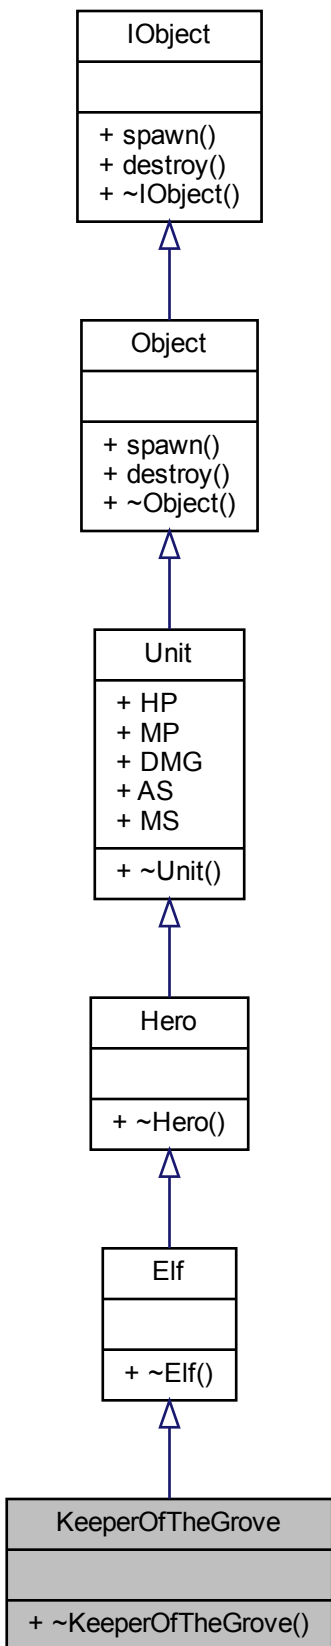 IObject
+ spawn()
+ destroy()
+ ~IObject()
Object
+ spawn()
+ destroy()
+ ~Object()
Unit
+ HP
+ MP
+ DMG
+ AS
+ MS
+ ~Unit()
Hero
+ ~Hero()
Elf
+ ~Elf()
KeeperOfTheGrove
+ ~KeeperOfTheGrove()